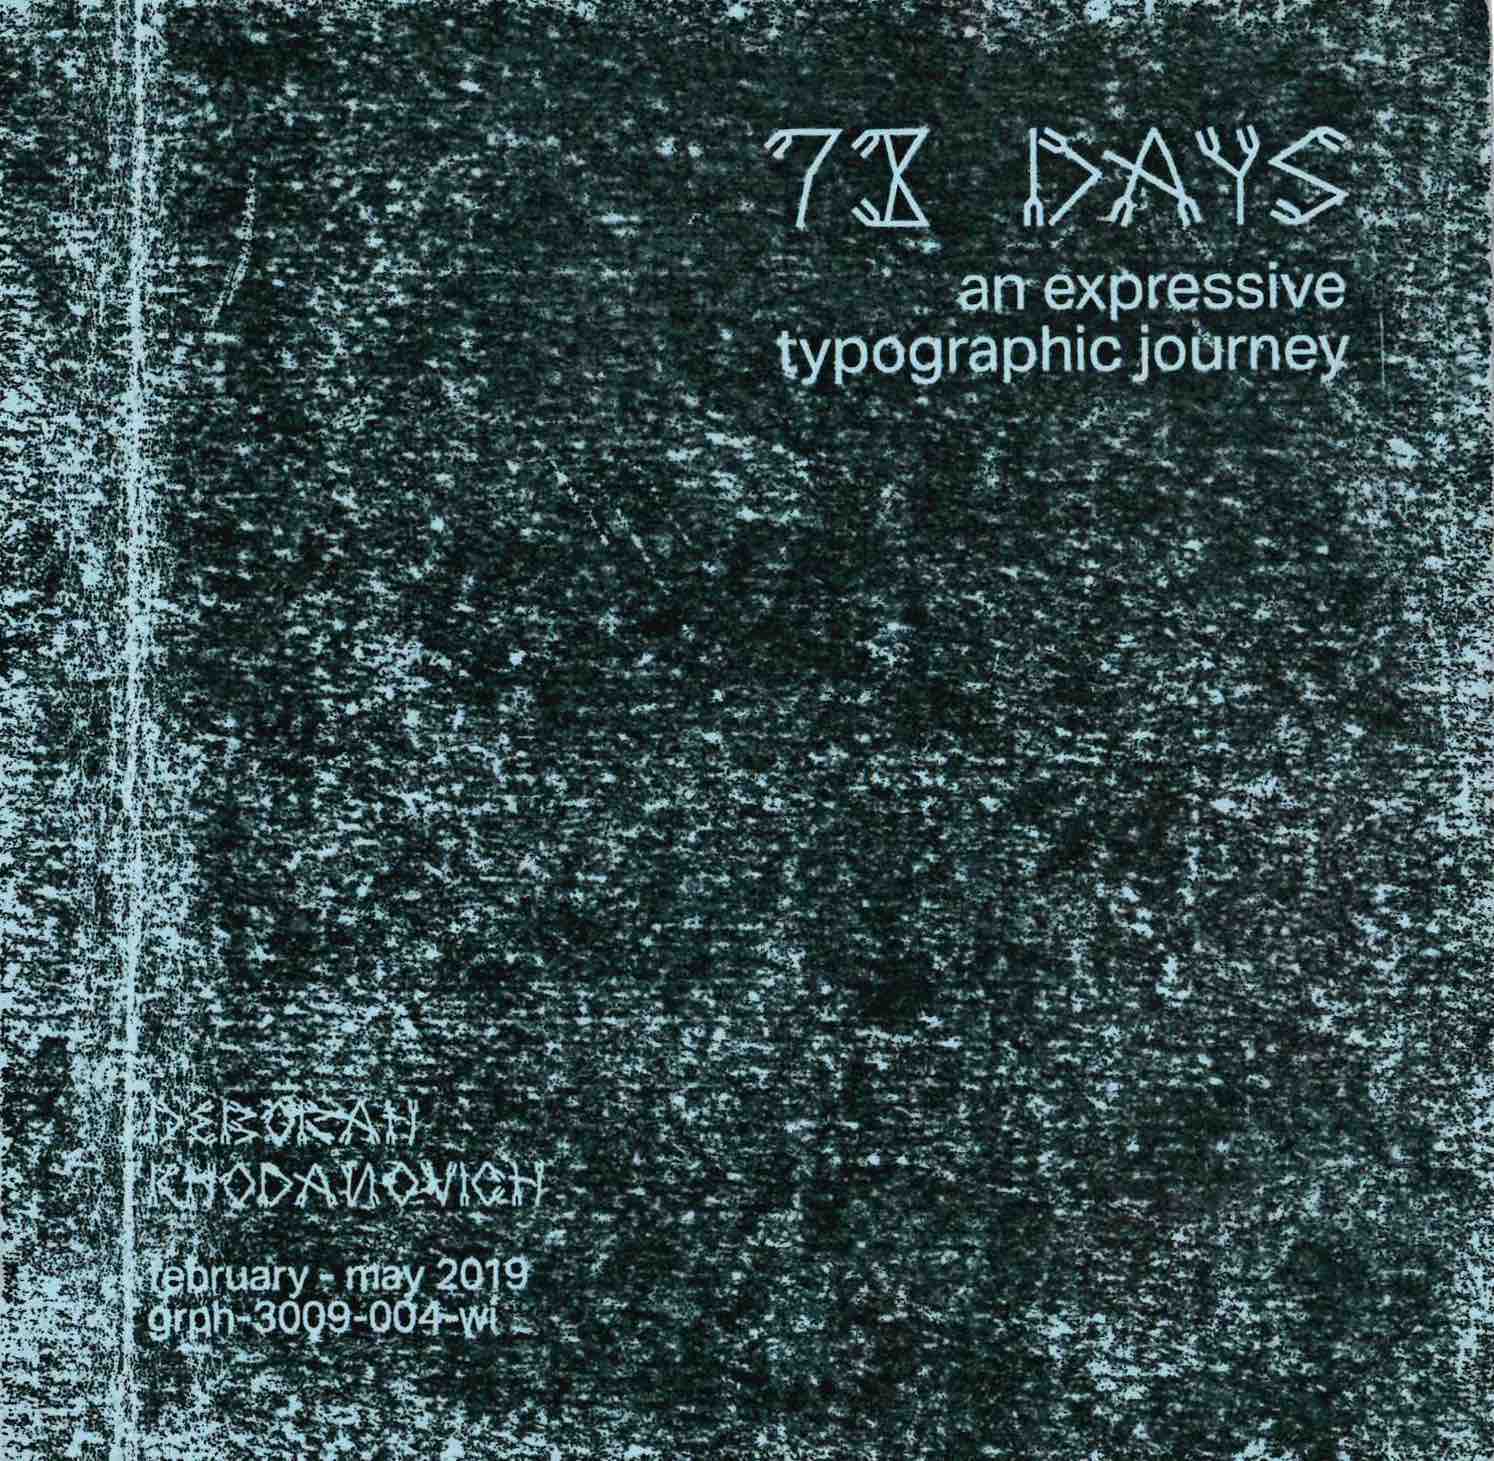 73 DAYS
an expressive
typographic journey
DEBORAH
KHODANOVICH
february - may 2019
grph-3009-004-wi